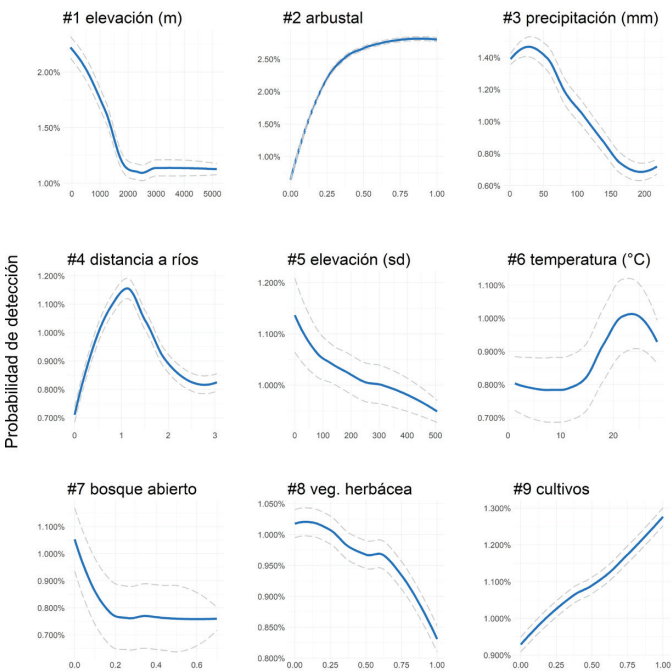 Probabilidad de detección
#1 elevación (m)
2.00%
1.50%
1.00%
0 1000 2000 3000 4000 5000
#2 arbustal
2.50%
2.00%
1.50%
1.00%
0.00 0.25 0.50 0.75 1.00
#3 precipitación (mm)
1.40%
1.20%
1.00%
0.80%
0.60%
0 50 100 150 200
#4 distancia a ríos
1.200%
1.100%
1.000%
0.900%
0.800%
0.700%
0 1 2 3
#5 elevación (sd)
1.200%
1.100%
1.000%
0 100 200 300 400 500
#6 temperatura (°C)
1.100%
1.000%
0.900%
0.800%
0.700%
0 10 20
#7 bosque abierto
1.100%
1.000%
0.900%
0.800%
0.700%
0.0 0.2 0.4 0.6
#8 veg. herbácea
1.050%
1.000%
0.950%
0.900%
0.850%
0.800%
0.00 0.25 0.50 0.75 1.00
#9 cultivos
1.300%
1.200%
1.100%
1.000%
0.900%
0.00 0.25 0.50 0.75 1.00